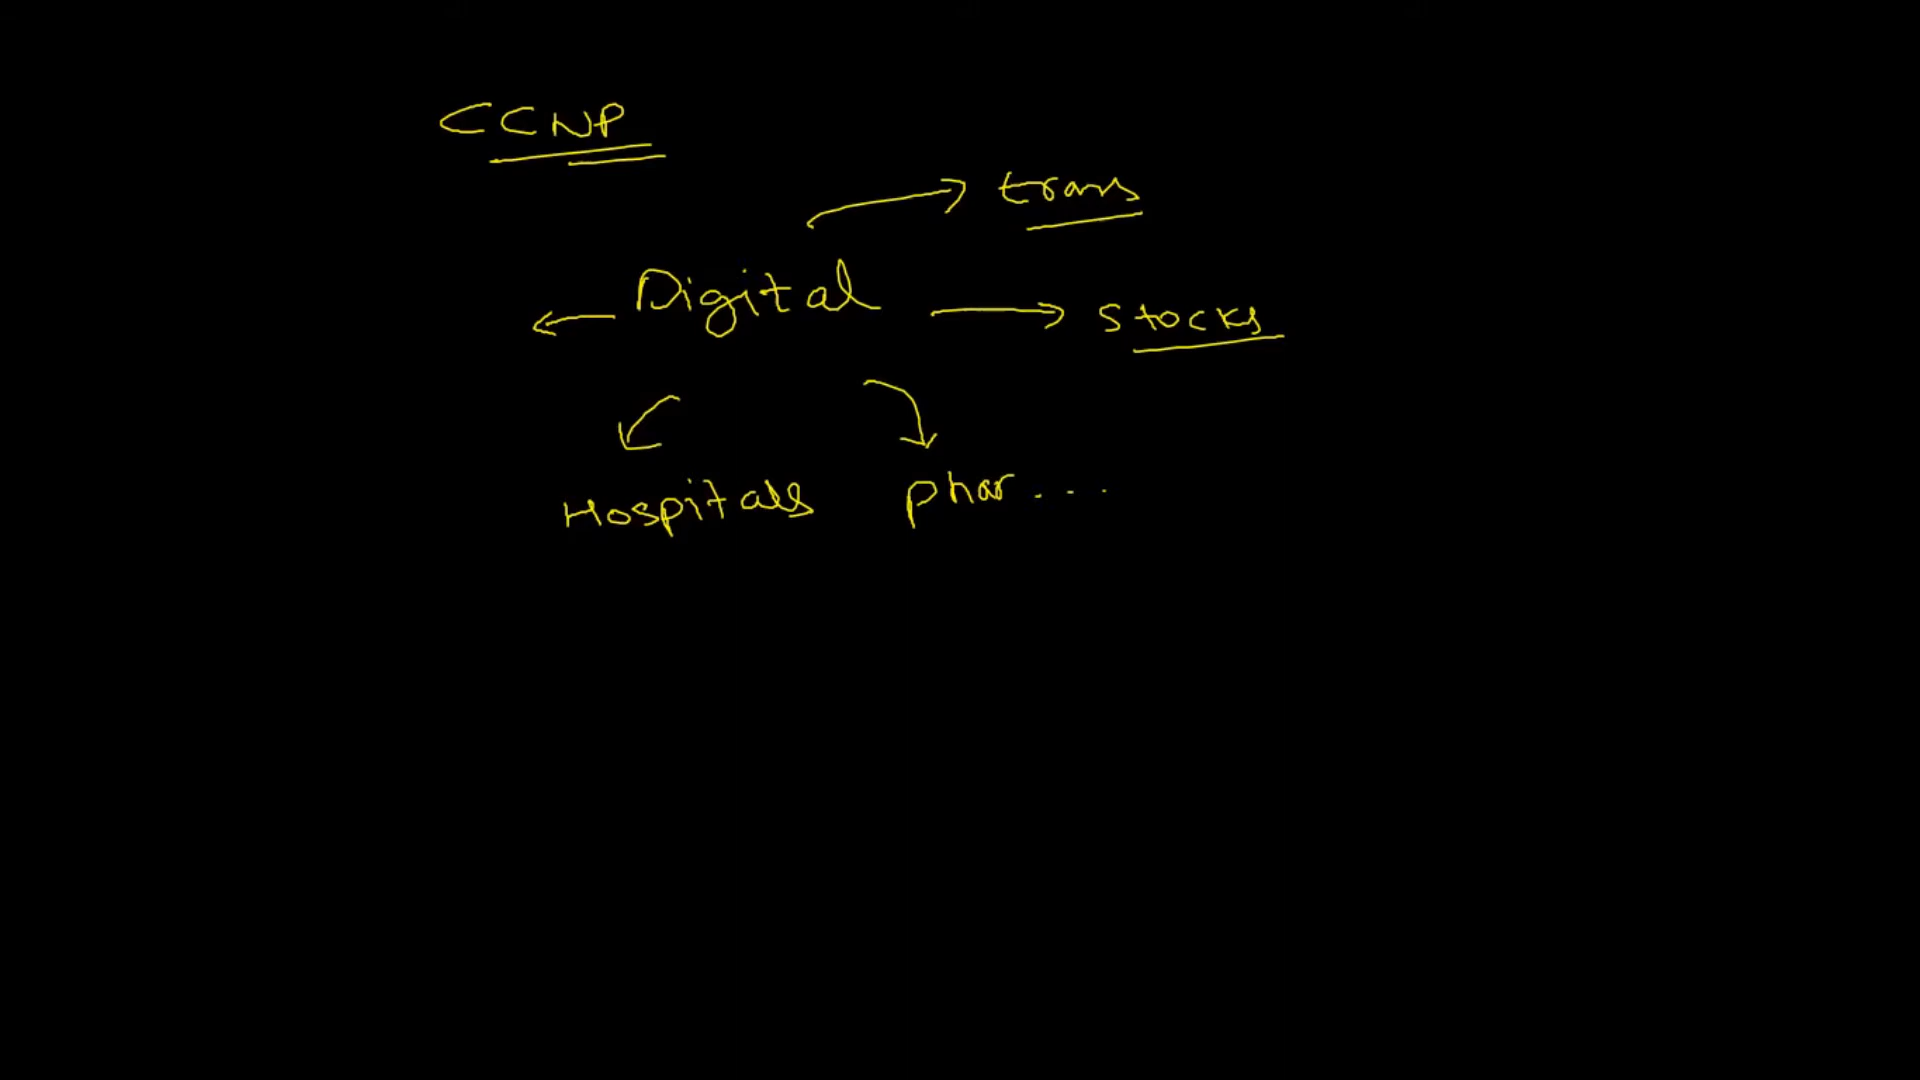 CCNP
trans
Digital
stocks
Hospitals phar....